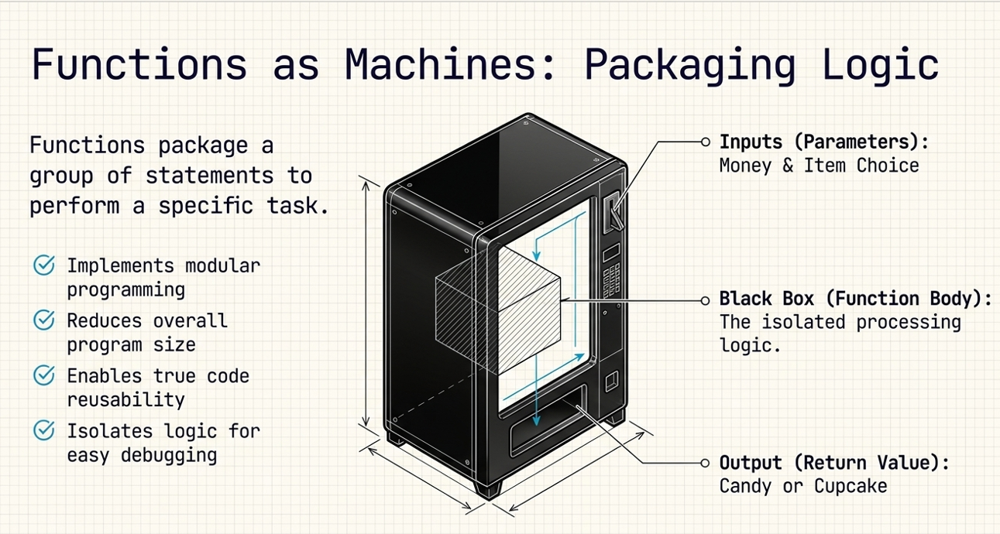 Functions as Machines: Packaging Logic
Functions package a
group of statements to
perform a specific task.
Implements modular
programming
Reduces overall
program size
Enables true code
reusability
Isolates logic for
easy debugging
Inputs (Parameters):
Money & Item Choice
Black Box (Function Body):
The isolated processing
logic.
Output (Return Value):
Candy or Cupcake